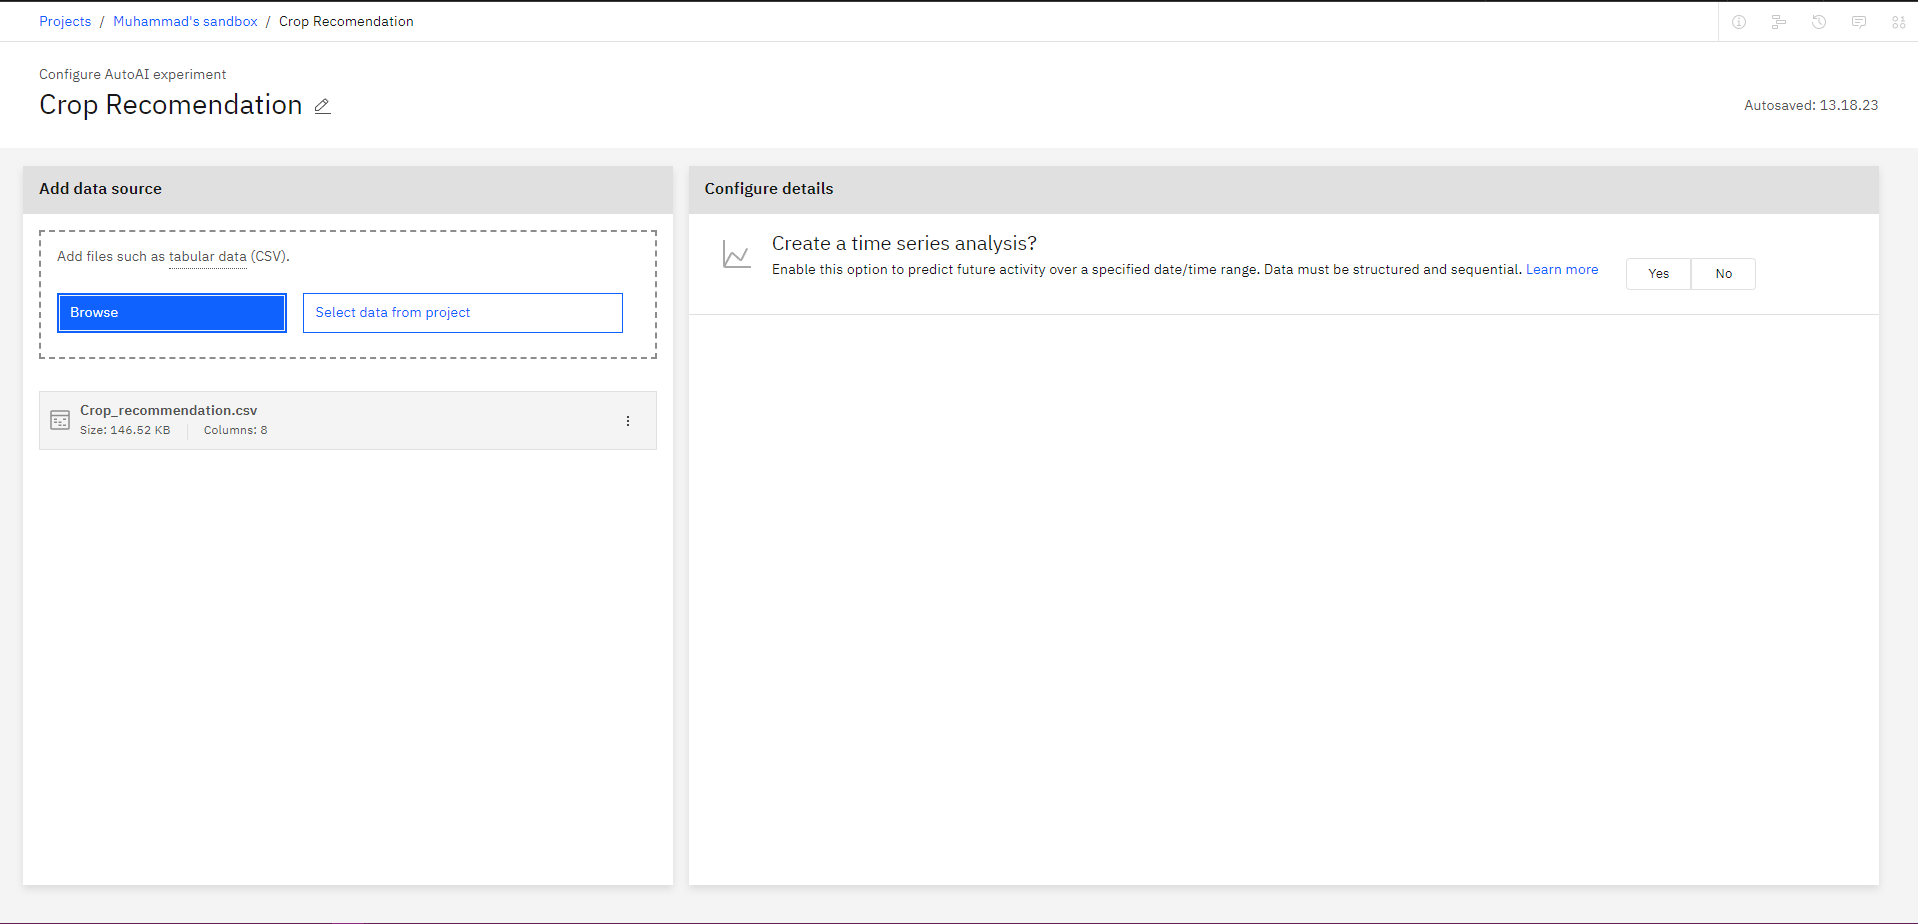 Projects / Muhammad's sandbox / Crop Recomendation
Configure AutoAI experiment
Crop Recomendation
Autosaved: 13.18.23
Add data source
Add files such as tabular data (CSV).
Browse
Select data from project
Crop_recommendation.csv
Size: 146.52 KB
Columns: 8
Configure details
Create a time series analysis?
Enable this option to predict future activity over a specified date/time range. Data must be structured and sequential. Learn more
Yes
No